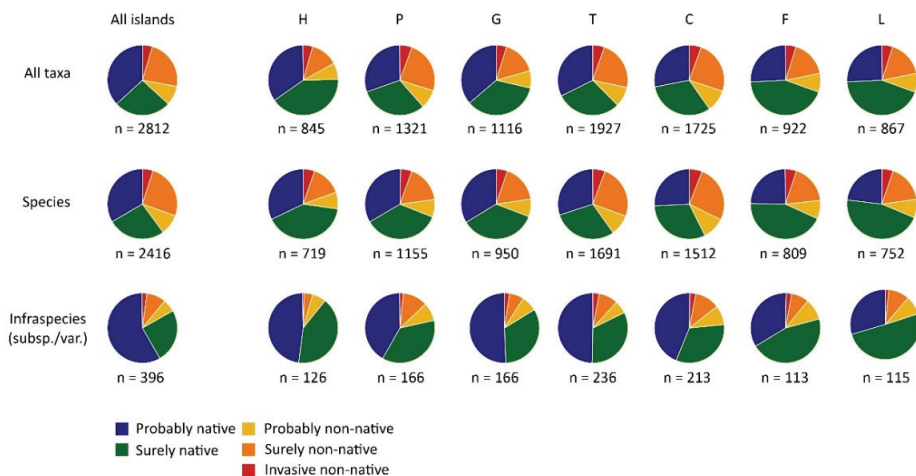 All islands H P G T C F L
All taxa
n = 2812 n = 845 n = 1321 n = 1116 n = 1927 n = 1725 n = 922 n = 867
Species
n = 2416 n = 719 n = 1155 n = 950 n = 1691 n = 1512 n = 809 n = 752
Infraspecies
(subsp./var.)
n = 396 n = 126 n = 166 n = 166 n = 236 n = 213 n = 113 n = 115
Probably native Probably non-native
Surely native Surely non-native
Invasive non-native